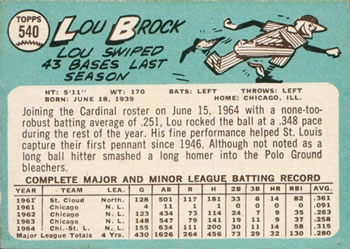 TOPPS
540
LOU BROCK
LOU SWIPED
43 BASES LAST
SEASON
HT: 5'11" WT: 170 BATS: LEFT THROWS: LEFT
BORN: JUNE 18, 1939 HOME: CHICAGO, ILL.
Joining the Cardinal roster on June 15, 1964 with a none-too-
robust batting average of .251, Lou rocked the ball at a .348 pace
during the rest of the year. His fine performance helped St. Louis
capture their first pennant since 1946. Although not noted as a
long ball hitter smashed a long homer into the Polo Ground
bleachers.
COMPLETE MAJOR AND MINOR LEAGUE BATTING RECORD
YEAR TEAM LEA. G AB R H 2B 3B HR RBI AVG.
1961 St. Cloud North. 128 501 117 181 33 6 14 82 .361
1961 Chicago N.L. 4 11 1 1 0 0 0 0 .091
1962 Chicago N.L. 123 434 73 114 24 7 9 35 .263
1963 Chicago N.L. 148 547 79 141 19 11 9 37 .258
1964 Chi.-St. L. N.L. 155 634 111 200 30 11 14 58 .315
Major League Totals 4 Yrs. 430 1626 264 456 73 29 32 130 .280